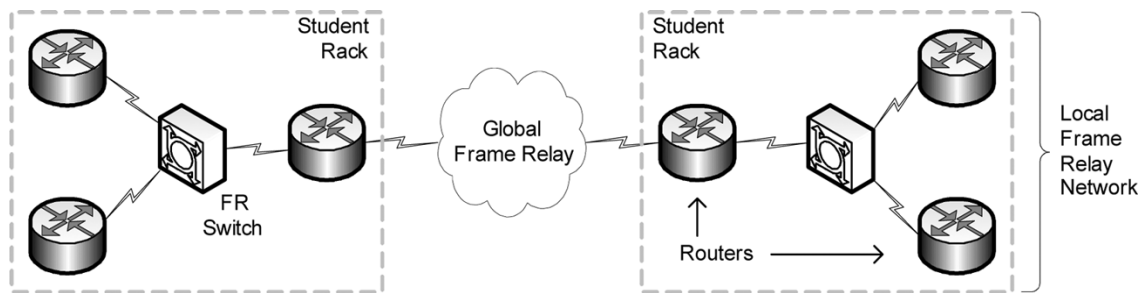 Student
Rack
FR
Switch
Global
Frame Relay
Student
Rack
Routers
Local
Frame
Relay
Network